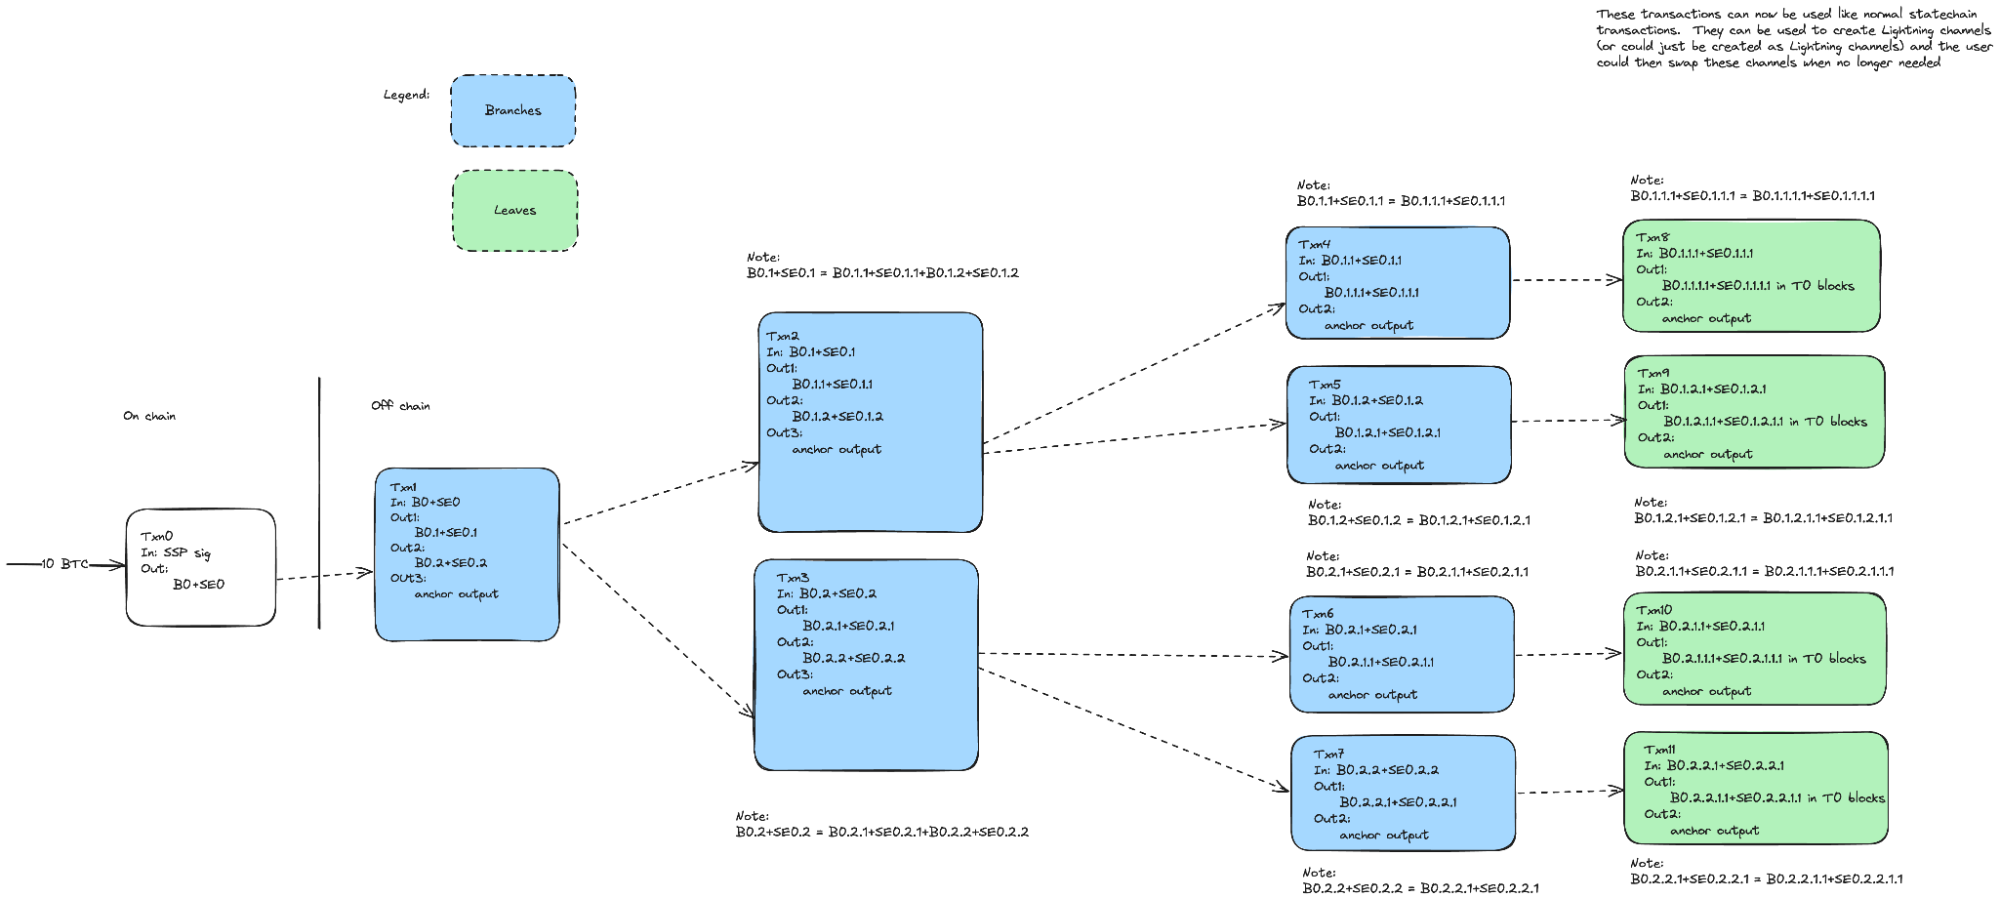 These transactions can now be used like normal statechain
transactions. They can be used to create Lightning channels
(or could just be created as Lightning channels) and the user
could then swap these channels when no longer needed
Legend:
Branches
Leaves
On chain
Off chain
10 BTC
Txn0
In: SSP sig
Out:
B0+SE0
Txn1
In: B0+SE0
Out1:
B0.1+SE0.1
Out2:
B0.2+SE0.2
OUt3:
anchor output
Note:
B0.1+SE0.1 = B0.1.1+SE0.1.1+B0.1.2+SE0.1.2
Txn2
In: B0.1+SE0.1
Out1:
B0.1.1+SE0.1.1
Out2:
B0.1.2+SE0.1.2
Out3:
anchor output
Txn3
In: B0.2+SE0.2
Out1:
B0.2.1+SE0.2.1
Out2:
B0.2.2+SE0.2.2
Out3:
anchor output
Note:
B0.2+SE0.2 = B0.2.1+SE0.2.1+B0.2.2+SE0.2.2
Note:
B0.1.1+SE0.1.1 = B0.1.1.1+SE0.1.1.1
Txn4
In: B0.1.1+SE0.1.1
Out1:
B0.1.1.1+SE0.1.1.1
Out2:
anchor output
Txn5
In: B0.1.2+SE0.1.2
Out1:
B0.1.2.1+SE0.1.2.1
Out2:
anchor output
Note:
B0.1.2+SE0.1.2 = B0.1.2.1+SE0.1.2.1
Note:
B0.2.1+SE0.2.1 = B0.2.1.1+SE0.2.1.1
Txn6
In: B0.2.1+SE0.2.1
Out1:
B0.2.1.1+SE0.2.1.1
Out2:
anchor output
Txn7
In: B0.2.2+SE0.2.2
Out1:
B0.2.2.1+SE0.2.2.1
Out2:
anchor output
Note:
B0.2.2+SE0.2.2 = B0.2.2.1+SE0.2.2.1
Note:
B0.1.1.1+SE0.1.1.1 = B0.1.1.1.1+SE0.1.1.1.1
Txn8
In: B0.1.1.1+SE0.1.1.1
Out1:
B0.1.1.1.1+SE0.1.1.1.1 in T0 blocks
Out2:
anchor output
Txn9
In: B0.1.2.1+SE0.1.2.1
Out1:
B0.1.2.1.1+SE0.1.2.1.1 in T0 blocks
Out2:
anchor output
Note:
B0.1.2.1+SE0.1.2.1 = B0.1.2.1.1+SE0.1.2.1.1
Note:
B0.2.1.1+SE0.2.1.1 = B0.2.1.1.1+SE0.2.1.1.1
Txn10
In: B0.2.1.1+SE0.2.1.1
Out1:
B0.2.1.1.1+SE0.2.1.1.1 in T0 blocks
Out2:
anchor output
Txn11
In: B0.2.2.1+SE0.2.2.1
Out1:
B0.2.2.1.1+SE0.2.2.1.1 in T0 blocks
Out2:
anchor output
Note:
B0.2.2.1+SE0.2.2.1 = B0.2.2.1.1+SE0.2.2.1.1